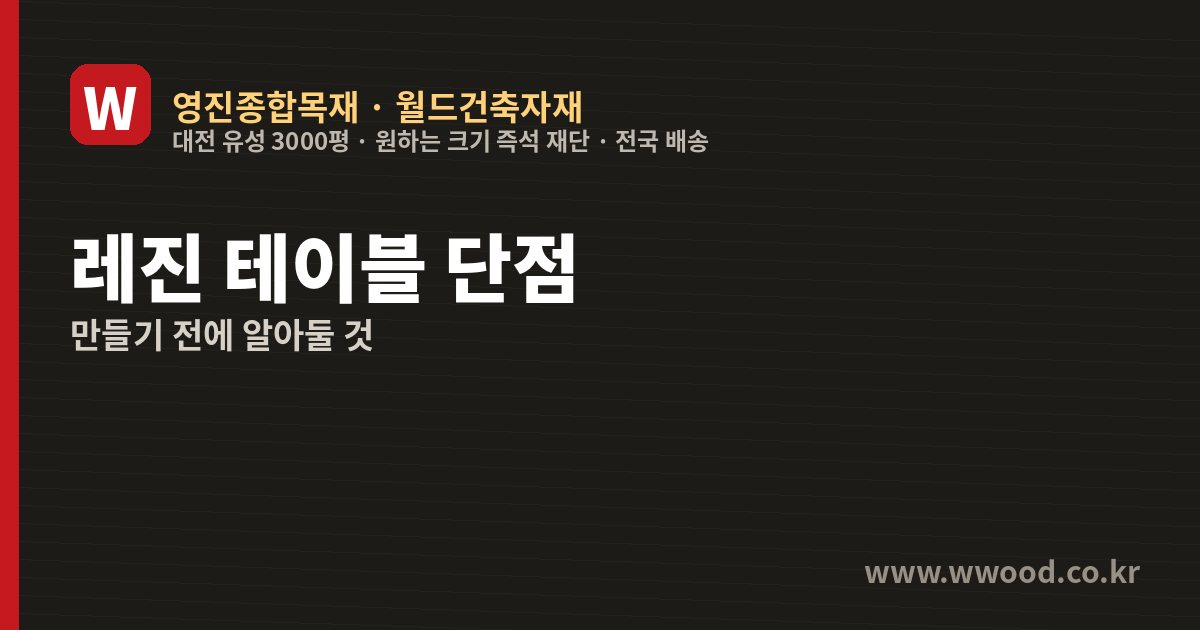 W
영진종합목재 · 월드건축자재
대전 유성 3000평 · 원하는 크기 즉석 재단 · 전국 배송
레진 테이블 단점
만들기 전에 알아둘 것
www.wwood.co.kr